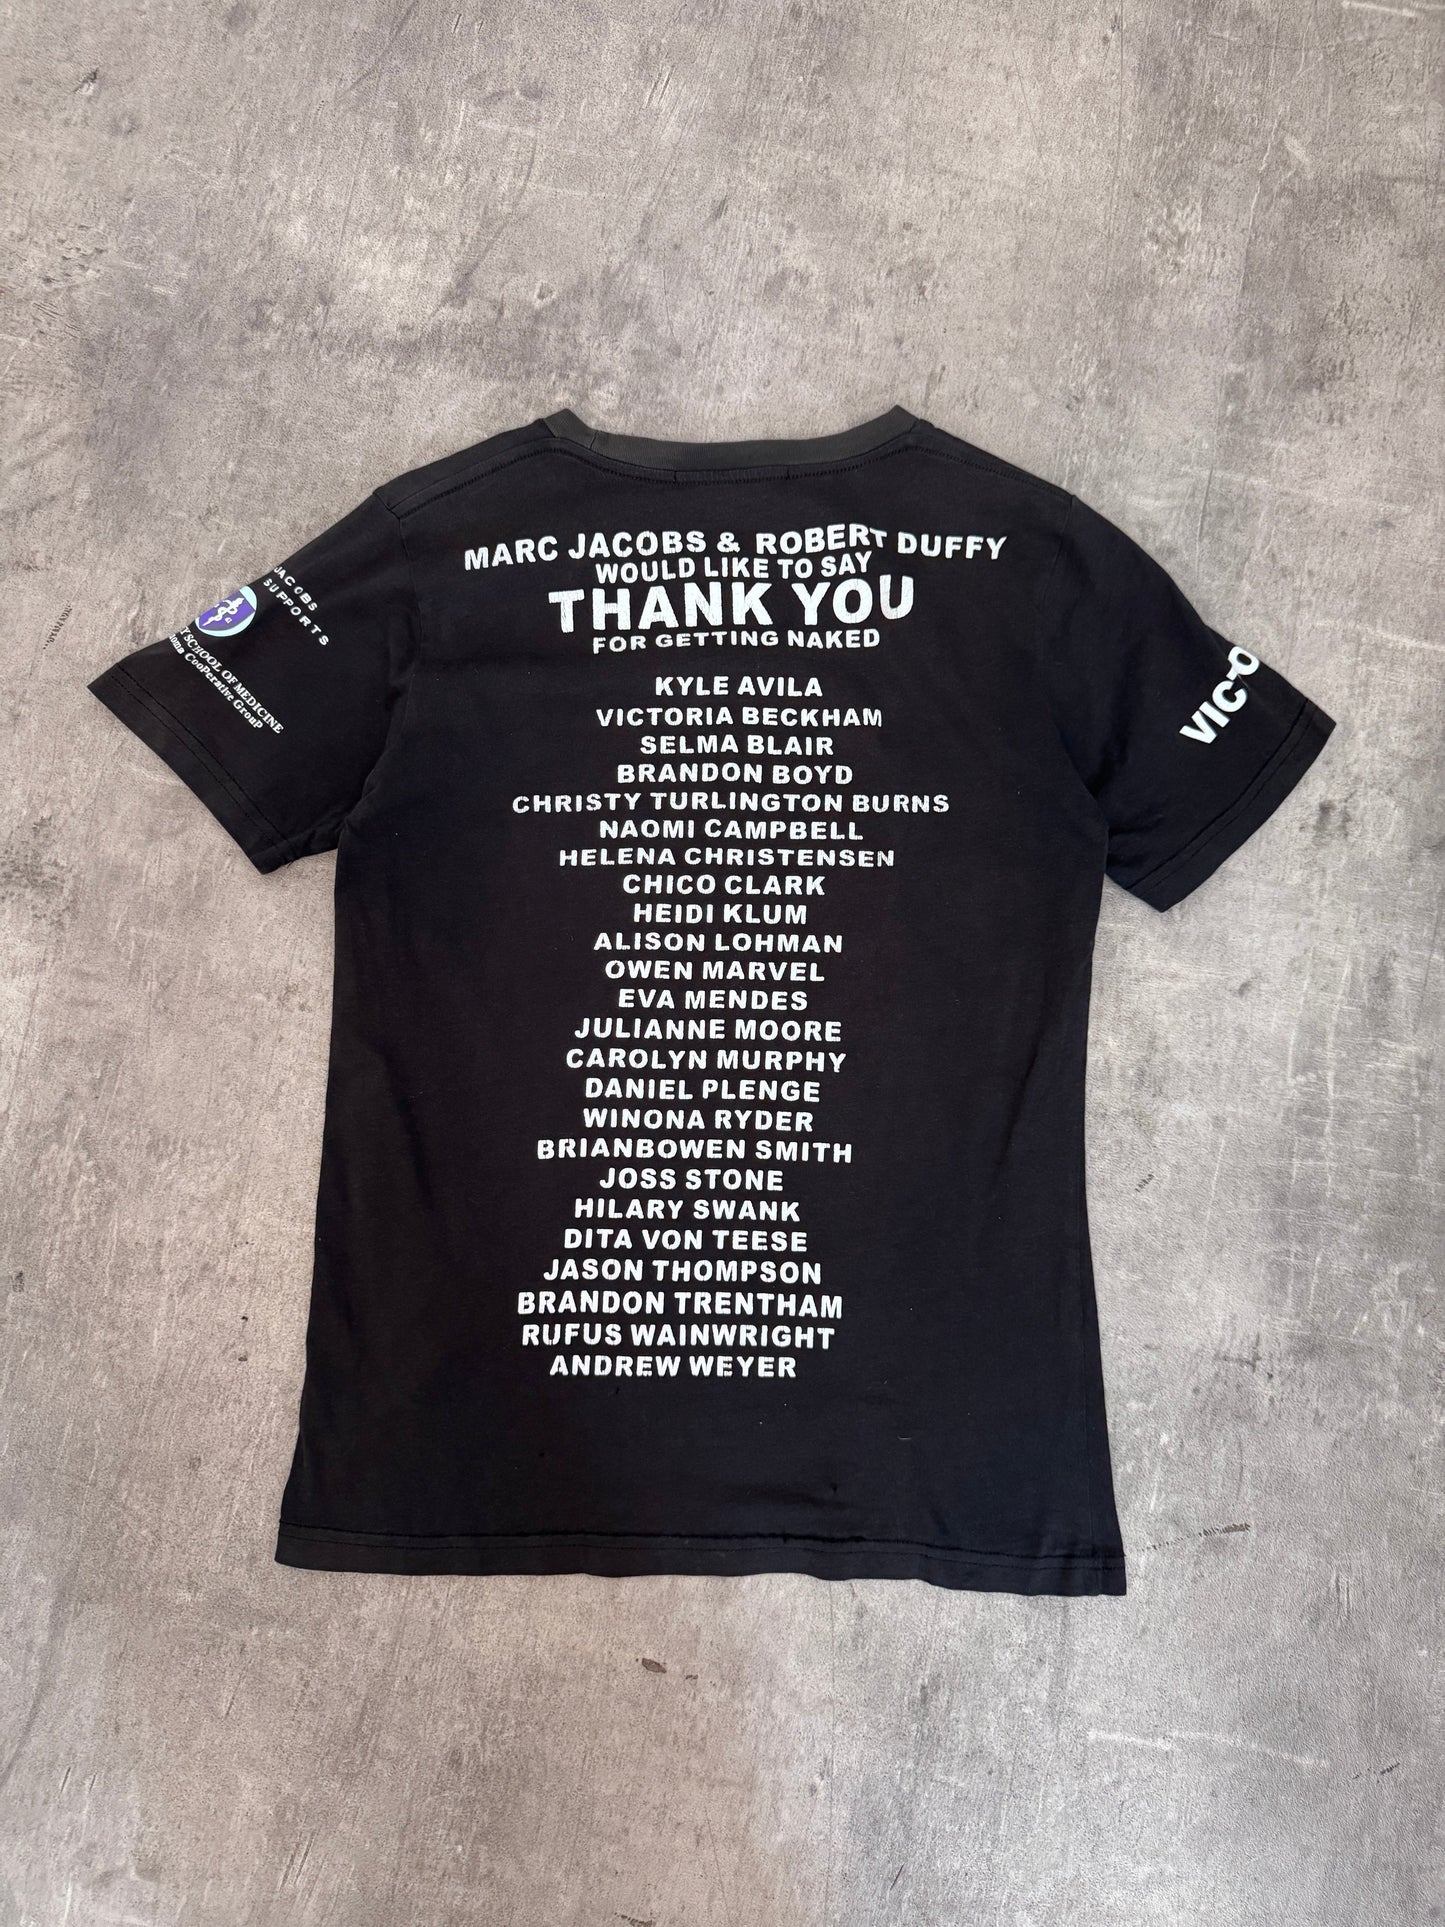 MARC JACOBS & ROBERT DUFFY
WOULD LIKE TO SAY
THANK YOU
FOR GETTING NAKED
KYLE AVILA
VICTORIA BECKHAM
SELMA BLAIR
BRANDON BOYD
CHRISTY TURLINGTON BURNS
NAOMI CAMPBELL
HELENA CHRISTENSEN
CHICO CLARK
HEIDI KLUM
ALISON LOHMAN
OWEN MARVEL
EVA MENDES
JULIANNE MOORE
CAROLYN MURPHY
DANIEL PLENGE
WINONA RYDER
BRIANBOWEN SMITH
JOSS STONE
HILARY SWANK
DITA VON TEESE
JASON THOMPSON
BRANDON TRENTHAM
RUFUS WAINWRIGHT
ANDREW WEYER
JACOBS
SUPPORTS
SCHOOL OF MEDICINE
CooPerative GrouP